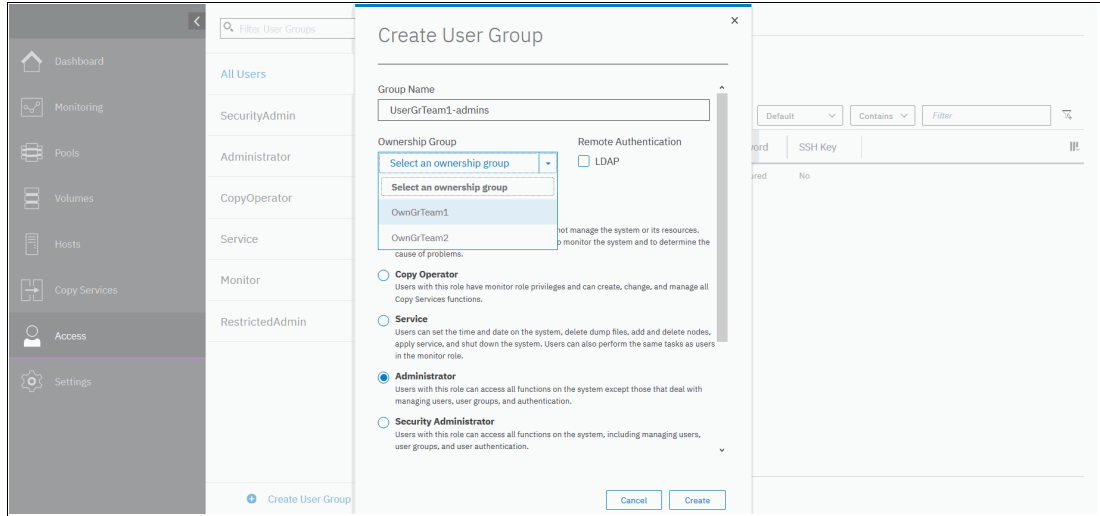 Dashboard
Monitoring
Pools
Volumes
Hosts
Copy Services
Access
Settings
Filter User Groups
All Users
SecurityAdmin
Administrator
CopyOperator
Service
Monitor
RestrictedAdmin
Create User Group
Create User Group
Group Name
UserGrTeam1-admins
Ownership Group
Remote Authentication
Select an ownership group
LDAP
Select an ownership group
OwnGrTeam1
OwnGrTeam2
not manage the system or its resources.
o monitor the system and to determine the
cause of problems.
Copy Operator
Users with this role have monitor role privileges and can create, change, and manage all
Copy Services functions.
Service
Users can set the time and date on the system, delete dump files, add and delete nodes,
apply service, and shut down the system. Users can also perform the same tasks as users
in the monitor role.
Administrator
Users with this role can access all functions on the system except those that deal with
managing users, user groups, and authentication.
Security Administrator
Users with this role can access all functions on the system, including managing users,
user groups, and user authentication.
Cancel
Create
Default
Contains
Filter
word
SSH Key
ured
No